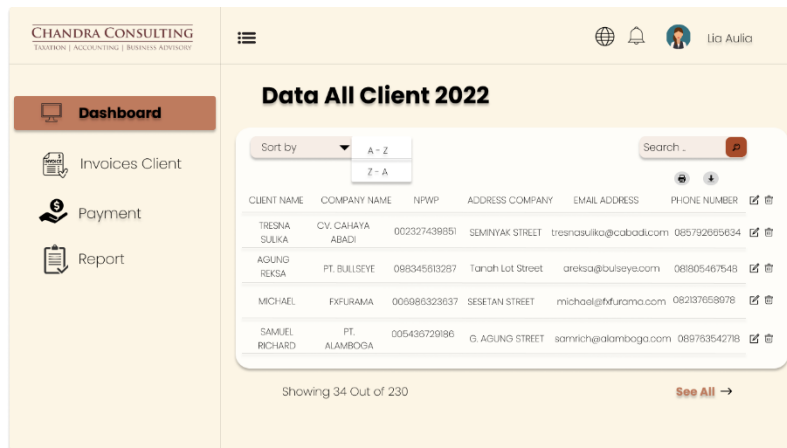 CHANDRA CONSULTING
TAXATION | ACCOUNTING | BUSINESS ADVISORY
Lia Aulia
Dashboard
Invoices Client
Payment
Report
Data All Client 2022
Sort by
A - Z
Z - A
Search ..
CLIENT NAME COMPANY NAME NPWP ADDRESS COMPANY EMAIL ADDRESS PHONE NUMBER
TRESNA SULIKA CV. CAHAYA ABADI 002327439851 SEMINYAK STREET tresnasulika@cabadi.com 085792665634
AGUNG REKSA PT. BULLSEYE 098345613287 Tanah Lot Street areksa@bulseye.com 081805467548
MICHAEL FXFURAMA 006986323637 SESETAN STREET michael@fxfurama.com 082137658978
SAMUEL RICHARD PT. ALAMBOGA 005436729186 G. AGUNG STREET samrich@alamboga.com 089763542718
Showing 34 Out of 230
See All →